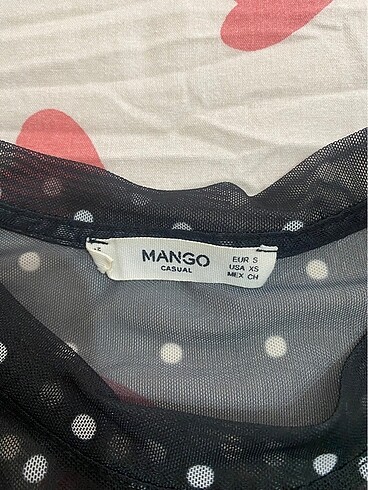 MANGO
CASUAL
EUR S
USA XS
MEX CH